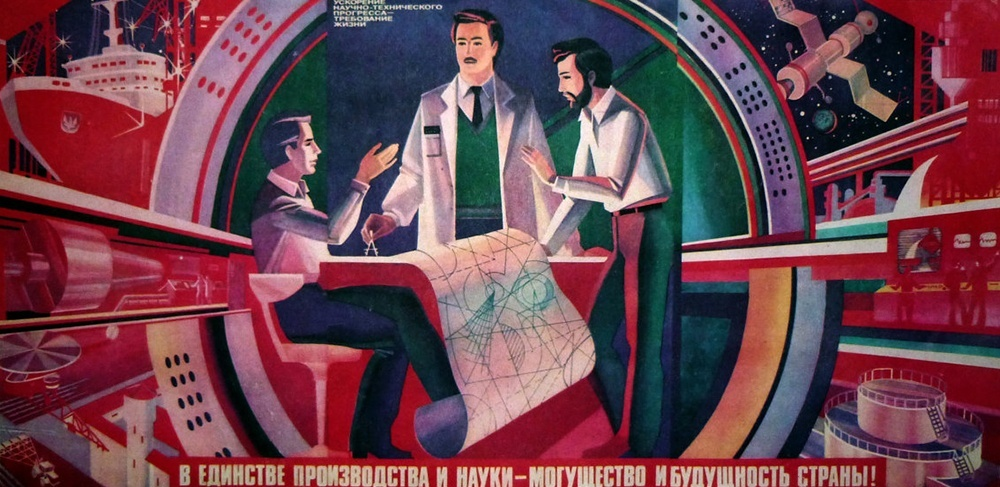 УСКОРЕНИЕ
НАУЧНО-ТЕХНИЧЕСКОГО
ПРОГРЕССА—
ТРЕБОВАНИЕ
ЖИЗНИ
В ЕДИНСТВЕ ПРОИЗВОДСТВА И НАУКИ—МОГУЩЕСТВО И БУДУЩНОСТЬ СТРАНЫ!